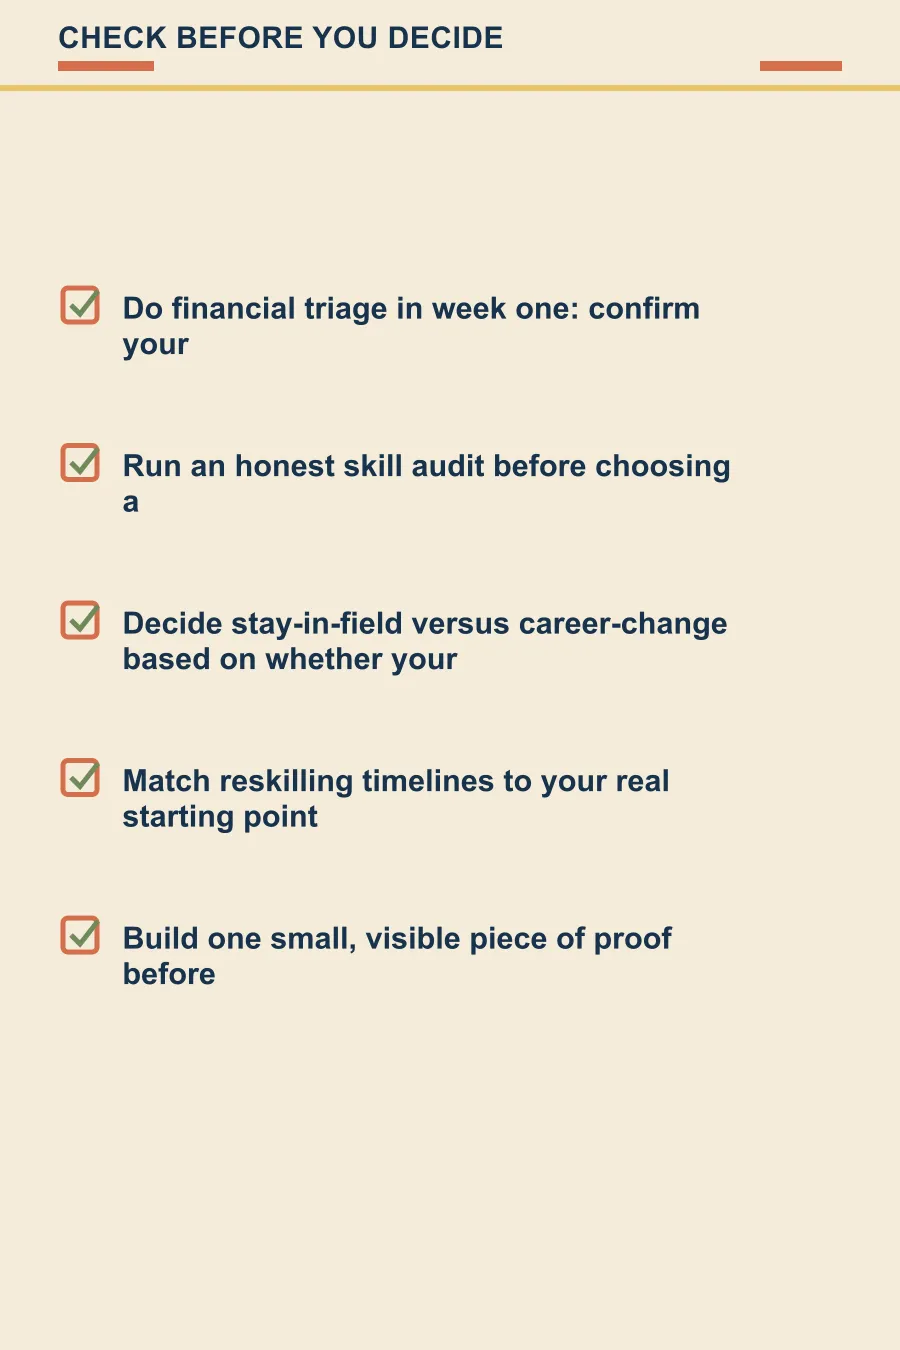 CHECK BEFORE YOU DECIDE
Do financial triage in week one: confirm
your
Run an honest skill audit before choosing
a
Decide stay-in-field versus career-change
based on whether your
Match reskilling timelines to your real
starting point
Build one small, visible piece of proof
before